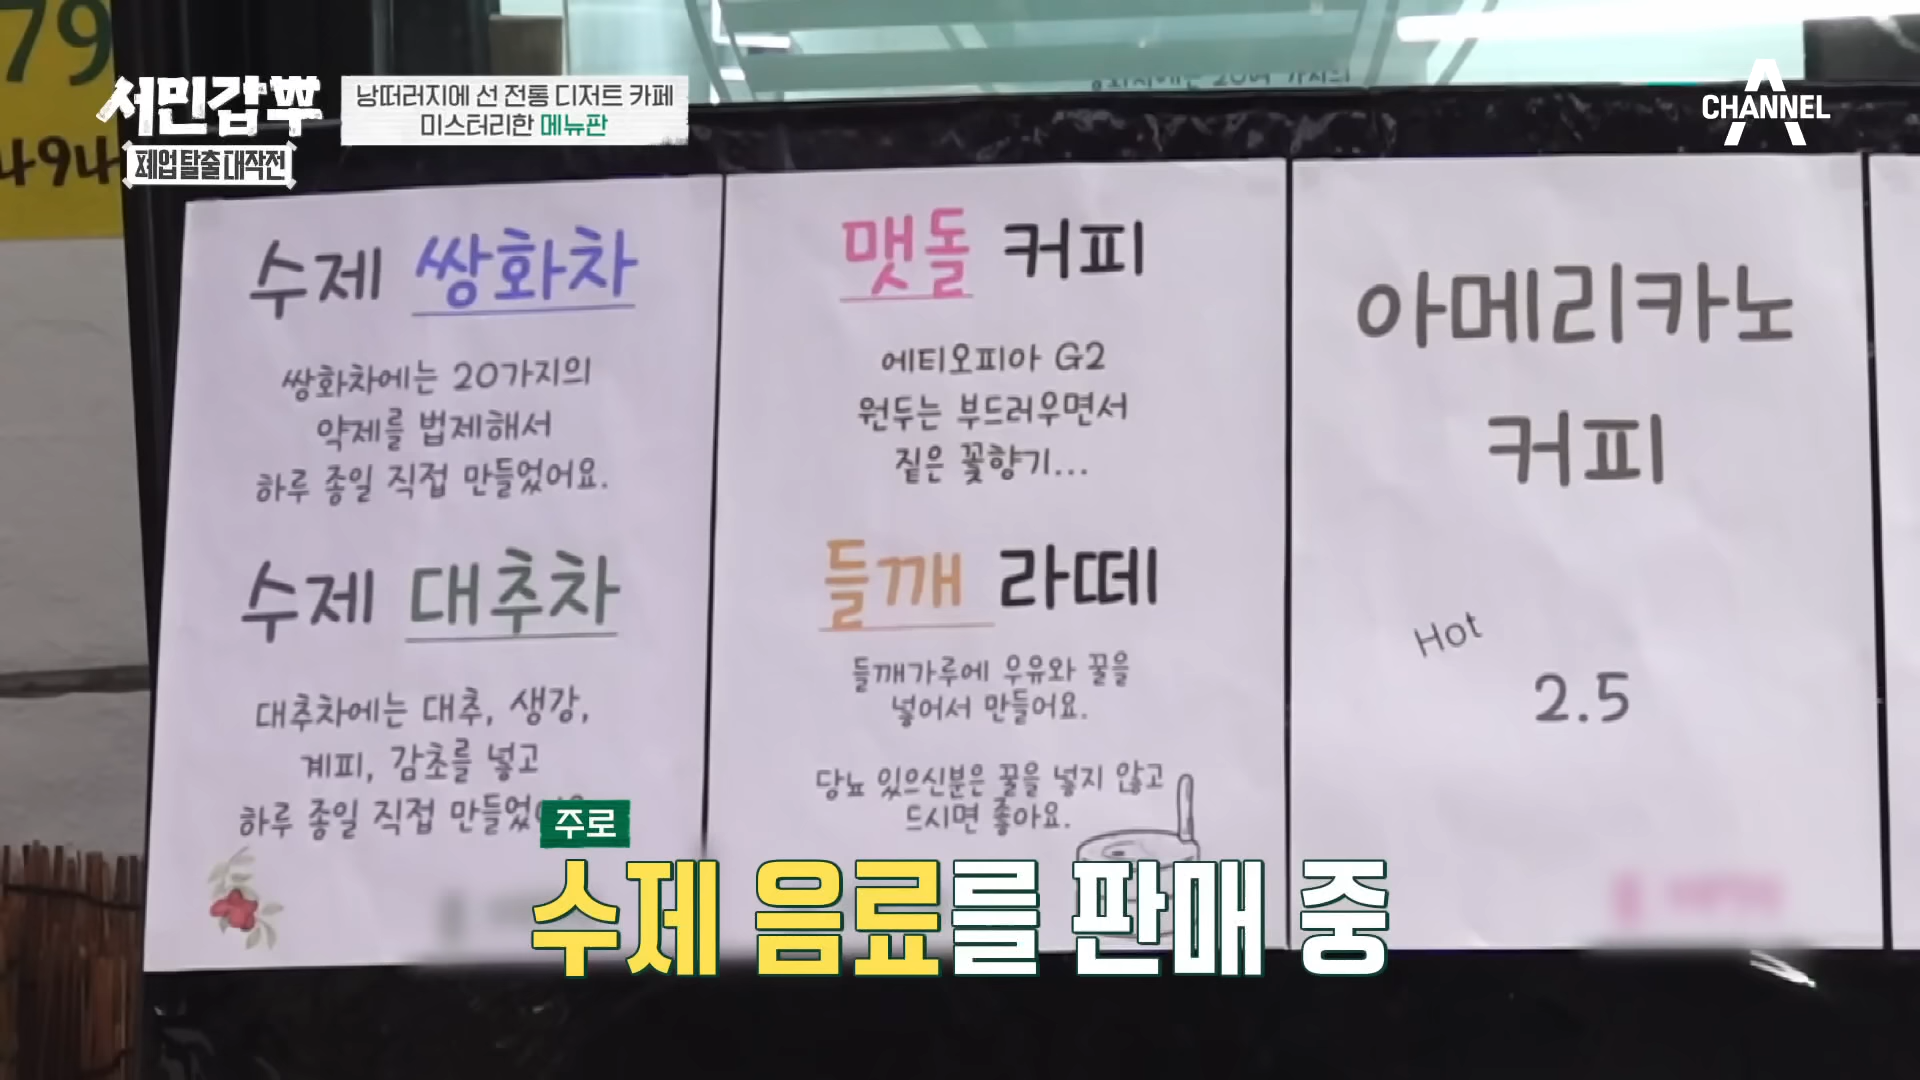 79
서민갑뿌
폐업 탈출 대작전
낭떠러지에 선 전통 디저트 카페
미스터리한 메뉴판
CHANNEL A
수제 쌍화차
쌍화차에는 20가지의
약제를 법제해서
하루 종일 직접 만들었어요.
수제 대추차
대추차에는 대추, 생강,
계피, 감초를 넣고
하루 종일 직접 만들었
맷돌 커피
에티오피아 G2
원두는 부드러우면서
짙은 꽃향기...
들깨 라떼
들깨가루에 우유와 꿀을
넣어서 만들어요.
당뇨 있으신분은 꿀을 넣지 않고
드시면 좋아요.
아메리카노
커피
Hot
2.5
주로
수제 음료를 판매 중